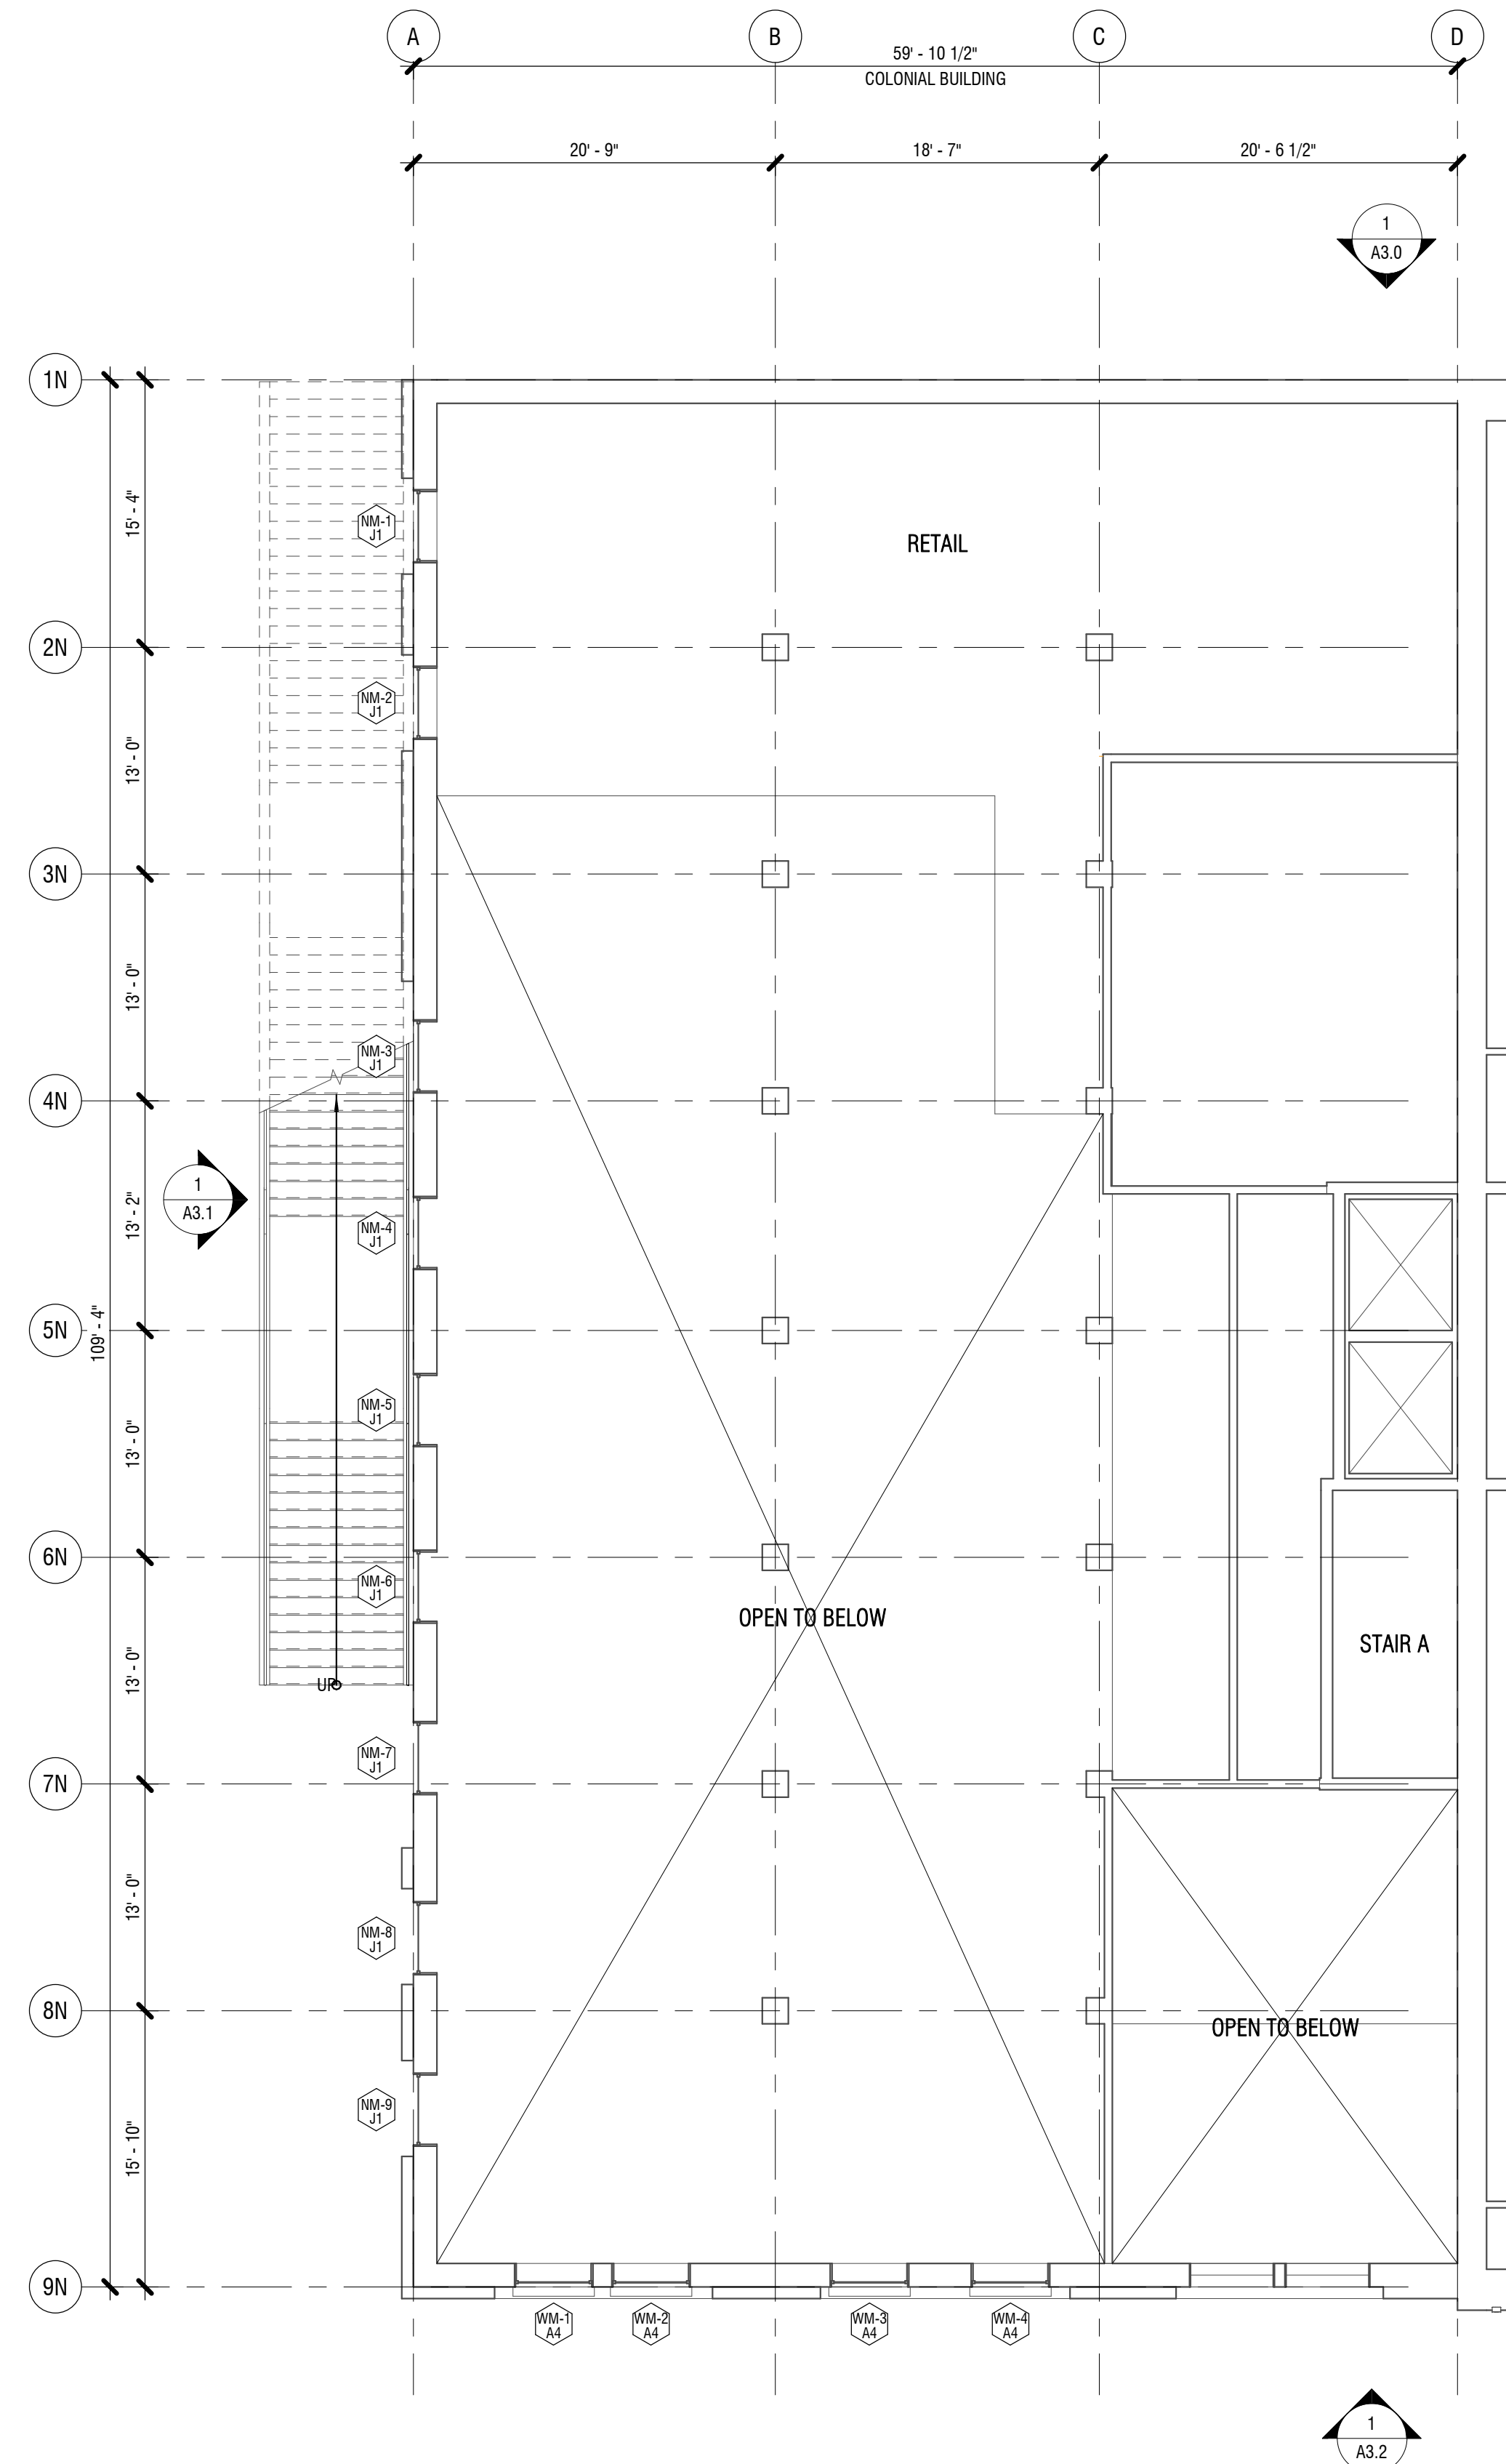 A
B
C
D
59' - 10 1/2"
COLONIAL BUILDING
20' - 9"
18' - 7"
20' - 6 1/2"
1
A3.0
1N
15' - 4"
NM-1
J1
RETAIL
2N
NM-2
J1
13' - 0"
3N
13' - 0"
NM-3
J1
4N
1
A3.1
13' - 2"
NM-4
J1
5N
109' - 4"
NM-5
J1
13' - 0"
6N
NM-6
J1
OPEN TO BELOW
STAIR A
13' - 0"
UP
NM-7
J1
7N
13' - 0"
NM-8
J1
8N
OPEN TO BELOW
NM-9
J1
15' - 10"
9N
WM-1
A4
WM-2
A4
WM-3
A4
WM-4
A4
1
A3.2